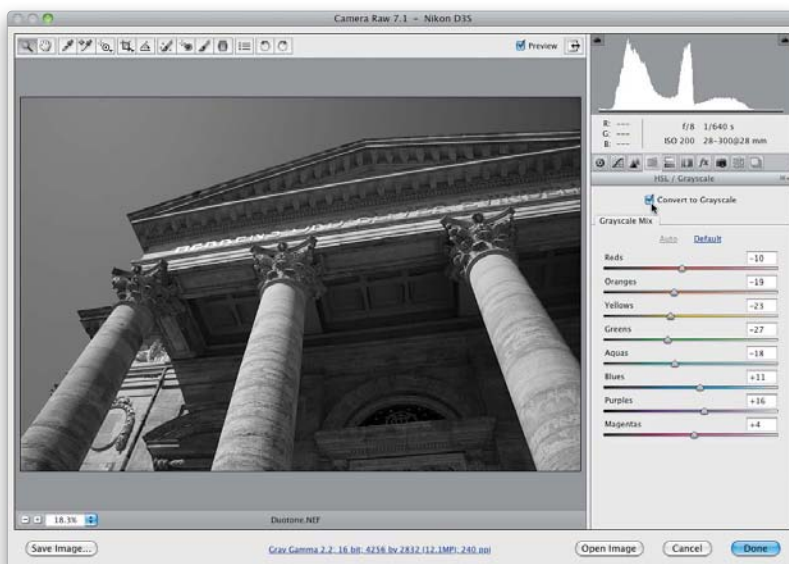 Camera Raw 7.1 – Nikon D3S
Preview
R: ---
G: ---
B: ---
f/8 1/640 s
ISO 200 28-300@28 mm
fx
HSL / Grayscale
Convert to Grayscale
Grayscale Mix
Auto Default
Reds -10
Oranges -19
Yellows -23
Greens -27
Aquas -18
Blues +11
Purples +16
Magentas +4
18.3%
Duotone.NEF
Save Image...
Gray Gamma 2.2; 16 bit; 4256 by 2832 (12.1MP); 240 ppi
Open Image
Cancel
Done